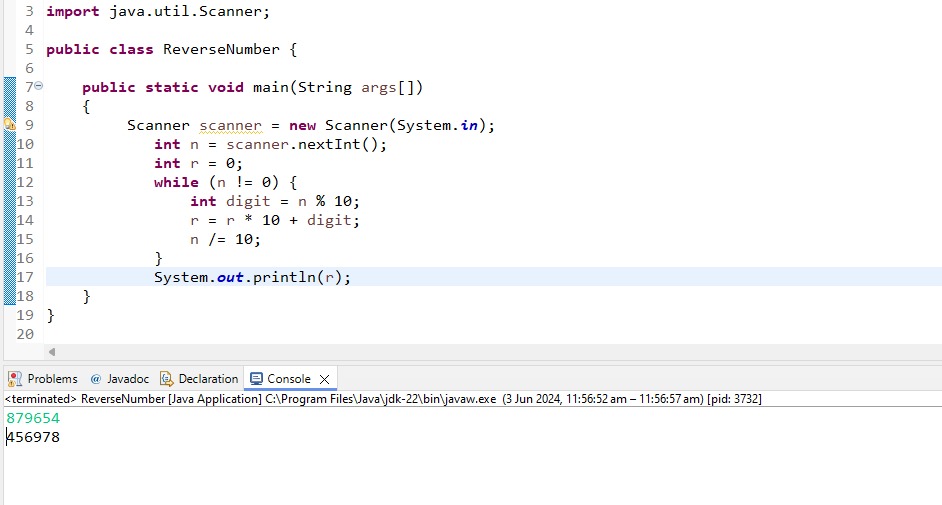 3 import java.util.Scanner;
4
5 public class ReverseNumber {
6
7 public static void main(String args[])
8 {
9 Scanner scanner = new Scanner(System.in);
10 int n = scanner.nextInt();
11 int r = 0;
12 while (n != 0) {
13 int digit = n % 10;
14 r = r * 10 + digit;
15 n /= 10;
16 }
17 System.out.println(r);
18 }
19 }
20
Problems @ Javadoc Declaration Console
<terminated> ReverseNumber [Java Application] C:\Program Files\Java\jdk-22\bin\javaw.exe (3 Jun 2024, 11:56:52 am – 11:56:57 am) [pid: 3732]
879654
456978